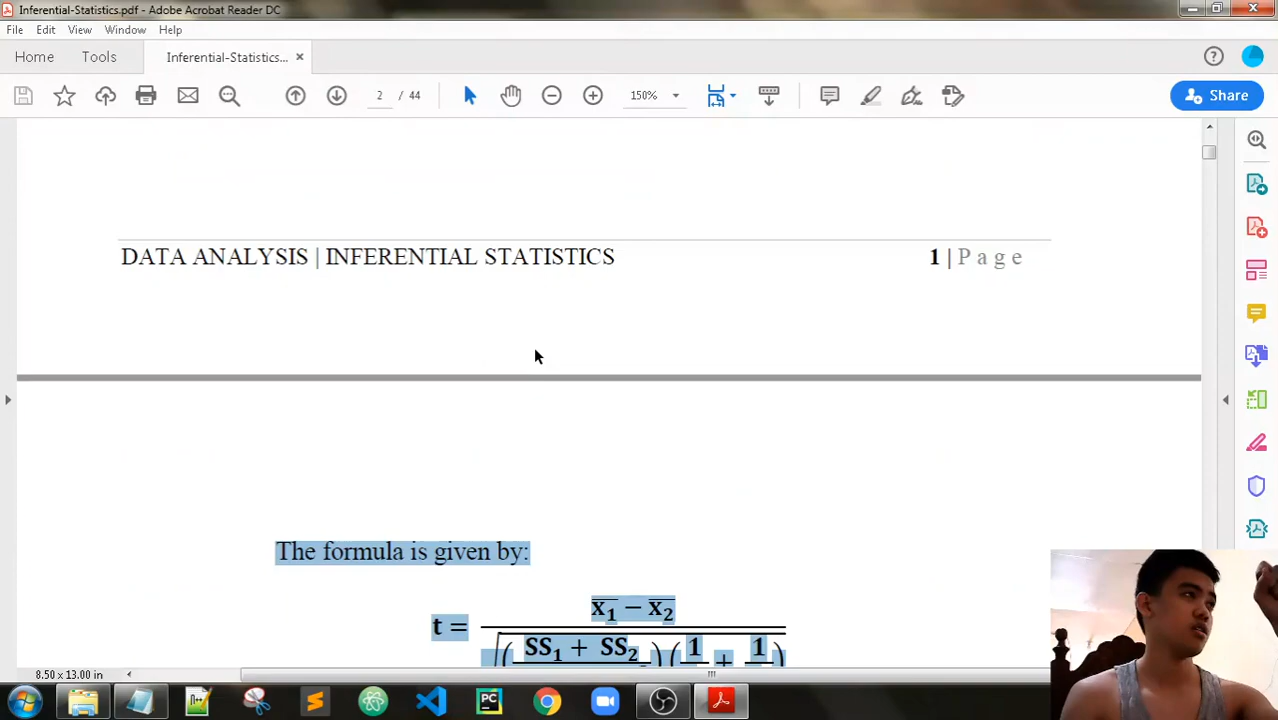 Inferential-Statistics.pdf - Adobe Acrobat Reader DC
File Edit View Window Help
Home Tools Inferential-Statistics... ×
2 / 44 150% Share
DATA ANALYSIS | INFERENTIAL STATISTICS 1 | P a g e
The formula is given by:
t = x̄₁ − x̄₂
SS₁ + SS₂ 1 + 1
8.50 x 13.00 in
PC